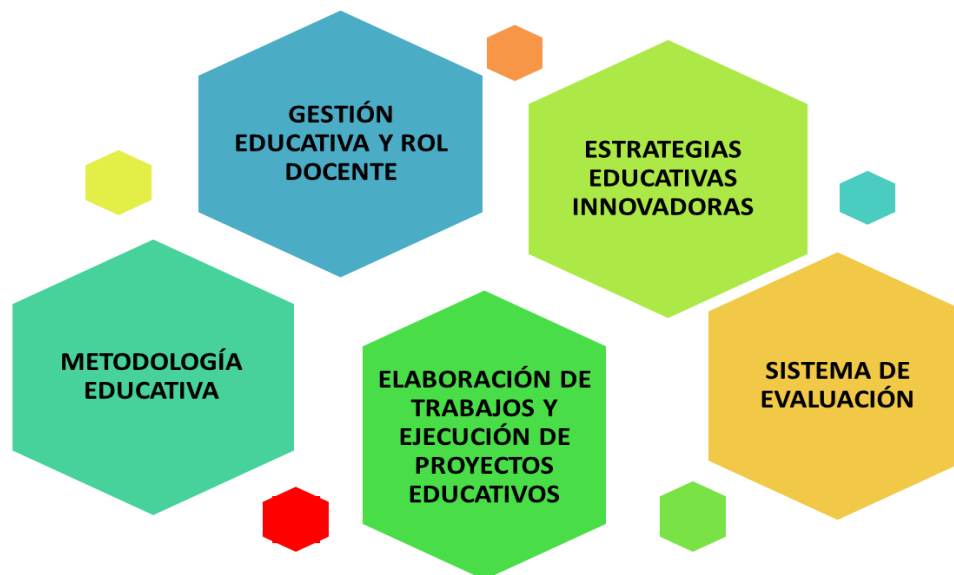 GESTIÓN
EDUCATIVA Y ROL
DOCENTE
ESTRATEGIAS
EDUCATIVAS
INNOVADORAS
METODOLOGÍA
EDUCATIVA
ELABORACIÓN DE
TRABAJOS Y
EJECUCIÓN DE
PROYECTOS
EDUCATIVOS
SISTEMA DE
EVALUACIÓN